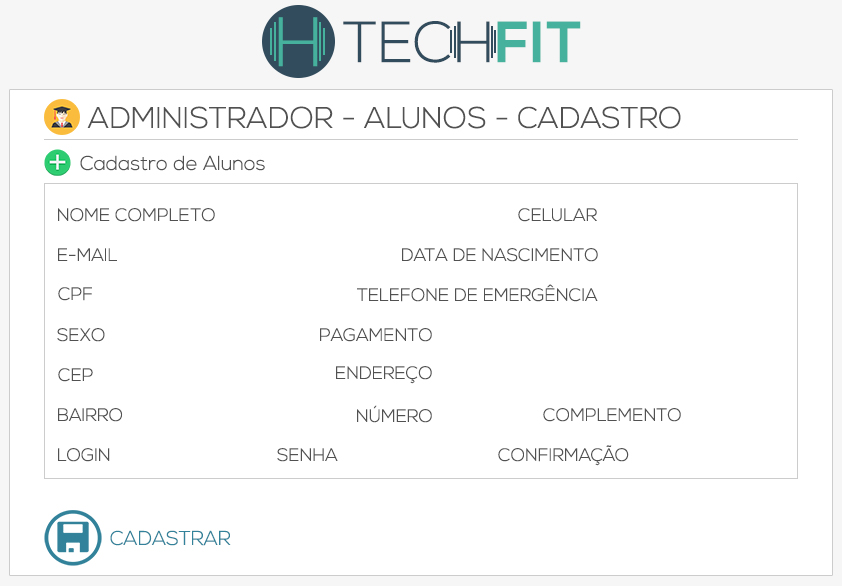 TECHFIT
ADMINISTRADOR - ALUNOS - CADASTRO
Cadastro de Alunos
NOME COMPLETO CELULAR
E-MAIL DATA DE NASCIMENTO
CPF TELEFONE DE EMERGÊNCIA
SEXO PAGAMENTO
CEP ENDEREÇO
BAIRRO NÚMERO COMPLEMENTO
LOGIN SENHA CONFIRMAÇÃO
CADASTRAR